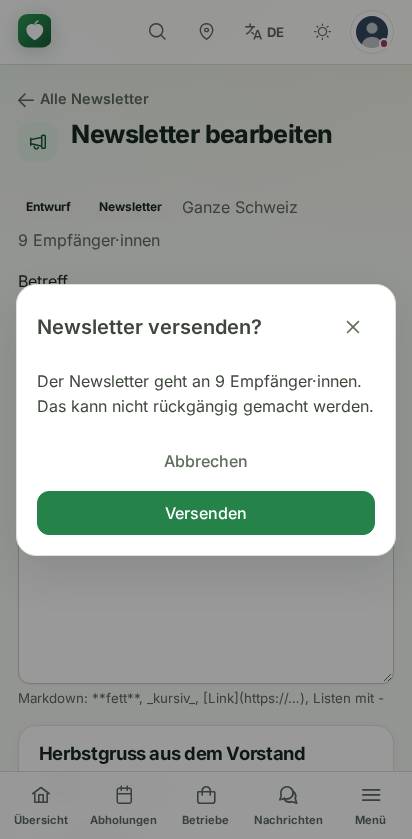 DE
Alle Newsletter
Newsletter bearbeiten
Entwurf Newsletter Ganze Schweiz
9 Empfänger·innen
Betreff
Newsletter versenden?
Der Newsletter geht an 9 Empfänger·innen.
Das kann nicht rückgängig gemacht werden.
Abbrechen
Versenden
Markdown: **fett**, _kursiv_, [Link](https://…), Listen mit -
Herbstgruss aus dem Vorstand
Übersicht Abholungen Betriebe Nachrichten Menü